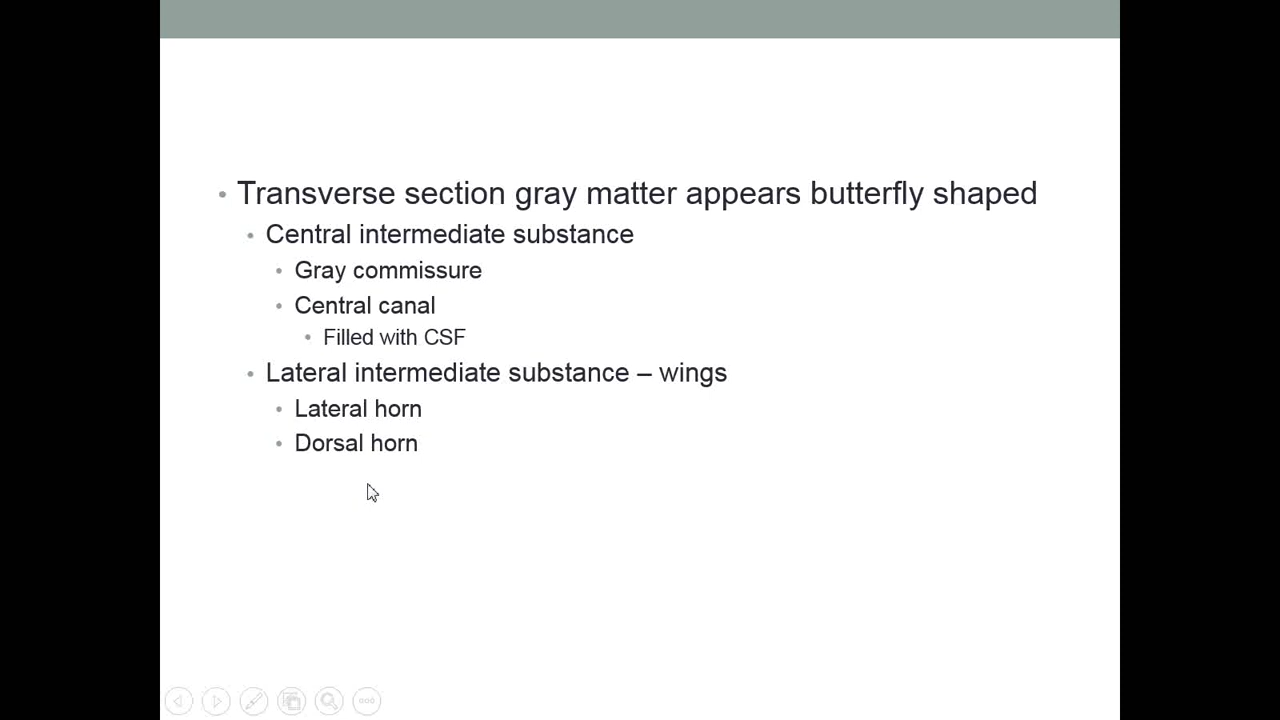 Transverse section gray matter appears butterfly shaped
Central intermediate substance
Gray commissure
Central canal
Filled with CSF
Lateral intermediate substance – wings
Lateral horn
Dorsal horn